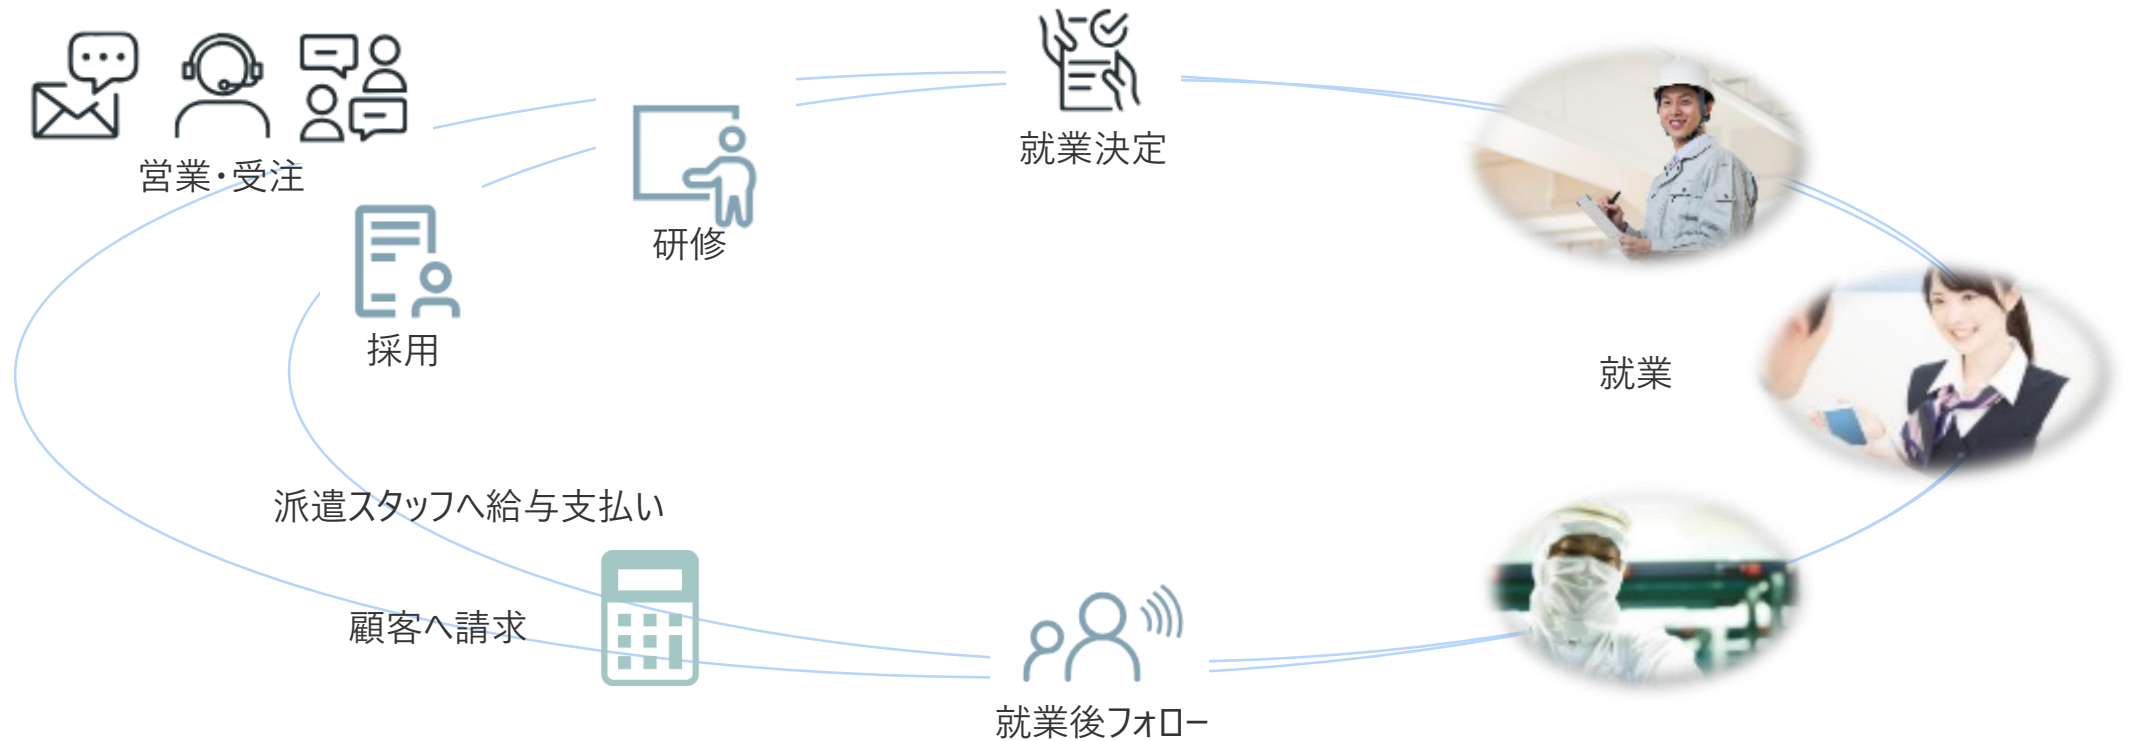 営業・受注
採用
研修
就業決定
就業
就業後フォロー
派遣スタッフへ給与支払い
顧客へ請求